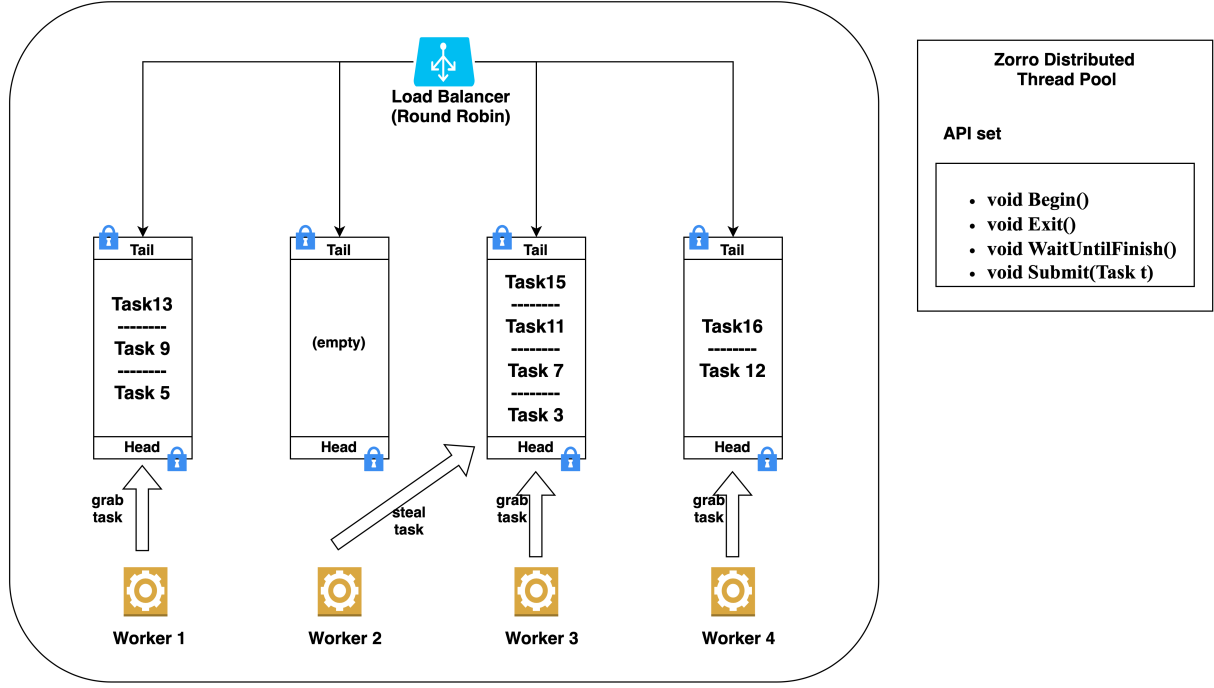 Load Balancer
(Round Robin)
Zorro Distributed
Thread Pool
API set
• void Begin()
• void Exit()
• void WaitUntilFinish()
• void Submit(Task t)
Tail
Task13
--------
Task 9
--------
Task 5
Head
Tail
(empty)
Head
Tail
Task15
--------
Task11
--------
Task 7
--------
Task 3
Head
Tail
Task16
--------
Task 12
Head
grab
task
steal
task
grab
task
grab
task
Worker 1
Worker 2
Worker 3
Worker 4